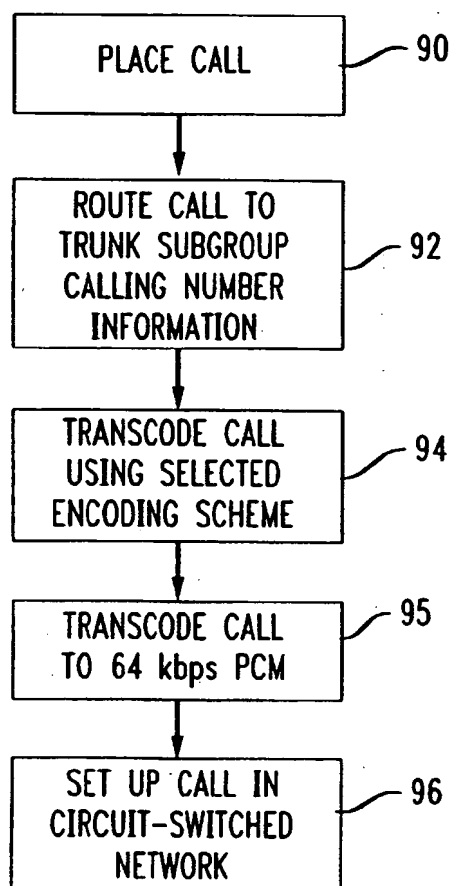 PLACE CALL
90
ROUTE CALL TO
TRUNK SUBGROUP
CALLING NUMBER
INFORMATION
92
TRANSCODE CALL
USING SELECTED
ENCODING SCHEME
94
TRANSCODE CALL
TO 64 kbps PCM
95
SET UP CALL IN
CIRCUIT-SWITCHED
NETWORK
96